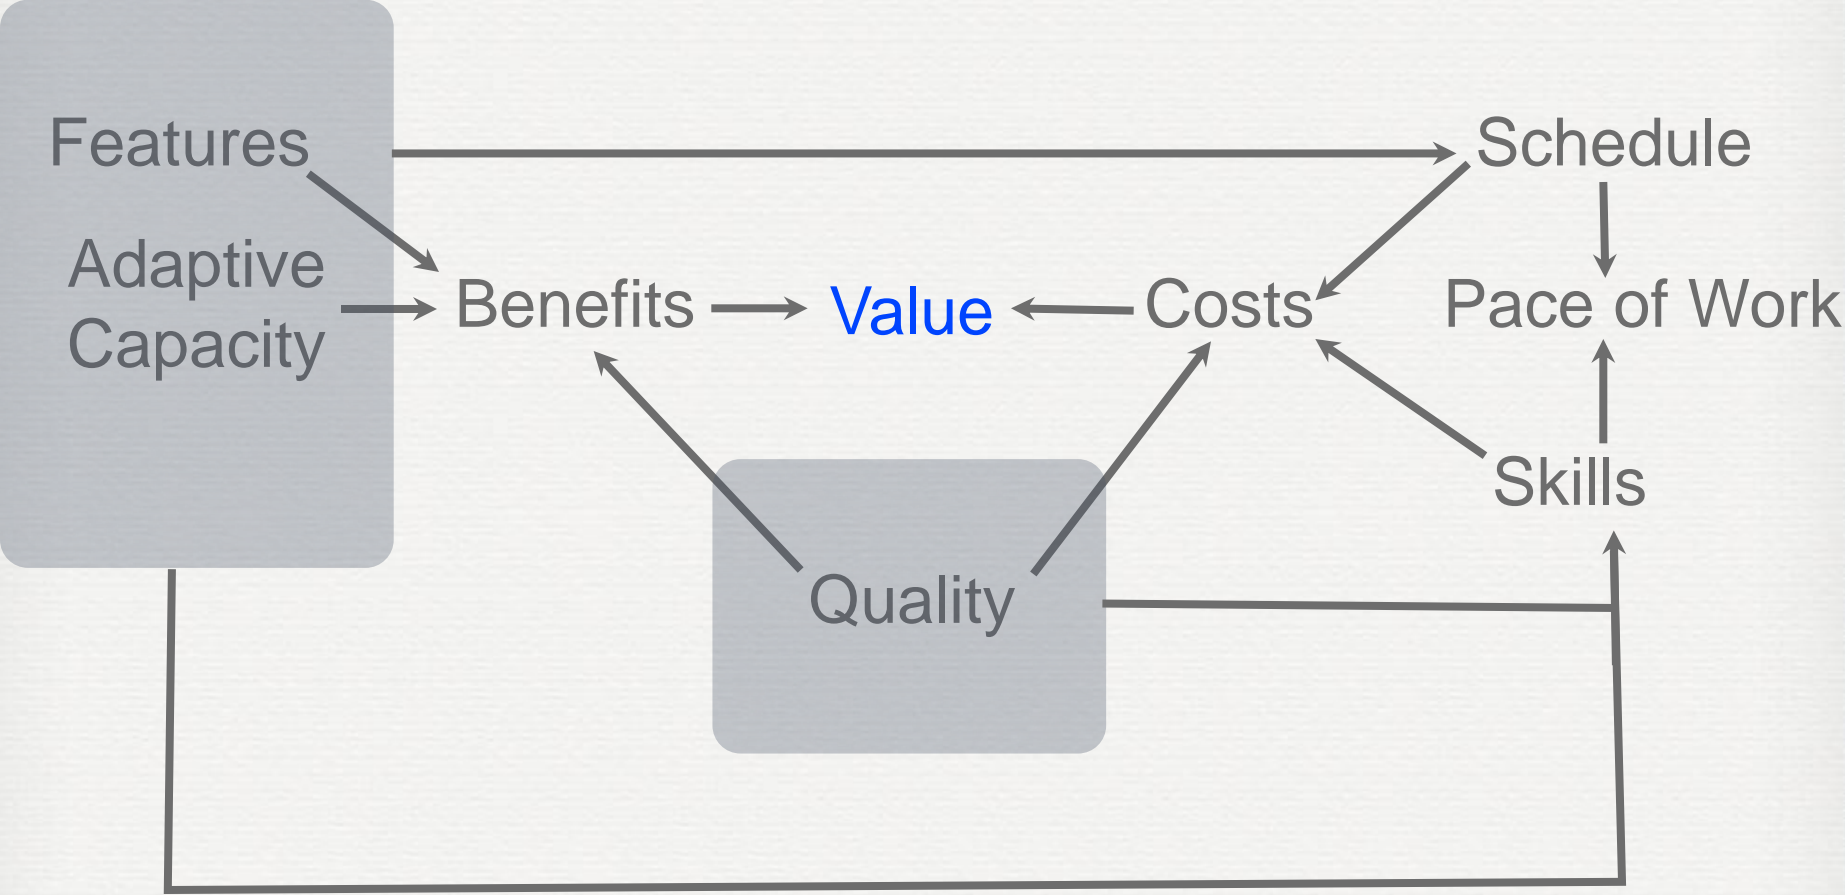 Features
Schedule
Adaptive
Capacity
Benefits
Value
Costs
Pace of Work
Skills
Quality